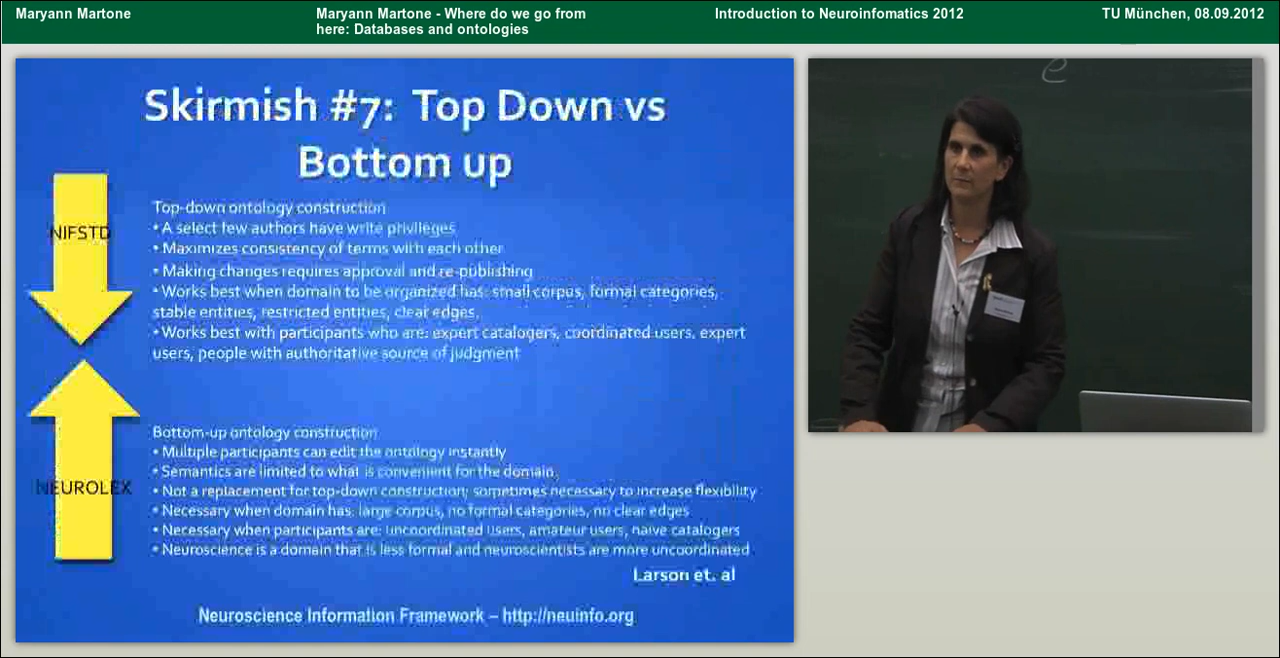 Maryann Martone
Maryann Martone - Where do we go from
here: Databases and ontologies
Introduction to Neuroinfomatics 2012
TU München, 08.09.2012
Skirmish #7: Top Down vs
Bottom up
NIFSTD
Top-down ontology construction
• A select few authors have write privileges
• Maximizes consistency of terms with each other
• Making changes requires approval and re-publishing
• Works best when domain to be organized has: small corpus, formal categories,
stable entities, restricted entities, clear edges.
• Works best with participants who are: expert catalogers, coordinated users, expert
users, people with authoritative source of judgment
NEUROLEX
Bottom-up ontology construction
• Multiple participants can edit the ontology instantly
• Semantics are limited to what is convenient for the domain
• Not a replacement for top-down construction; sometimes necessary to increase flexibility
• Necessary when domain has: large corpus, no formal categories, no clear edges
• Necessary when participants are: uncoordinated users, amateur users, naïve catalogers
• Neuroscience is a domain that is less formal and neuroscientists are more uncoordinated
Larson et. al
Neuroscience Information Framework – http://neuinfo.org
e